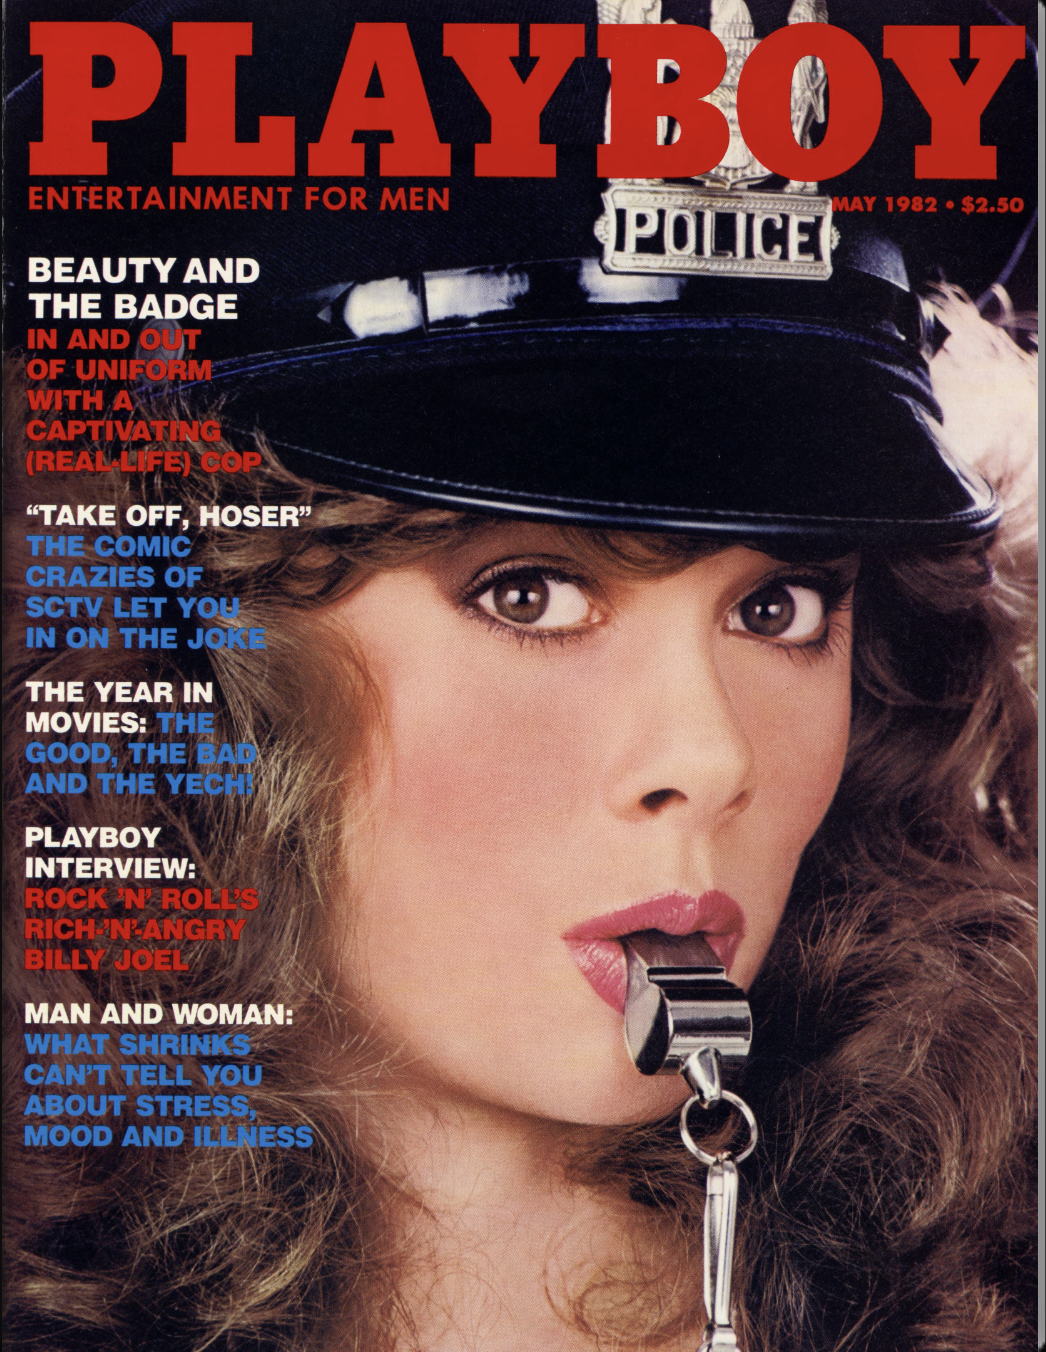 PLAYBOY
ENTERTAINMENT FOR MEN
MAY 1982 • $2.50
POLICE
BEAUTY AND
THE BADGE
IN AND OUT
OF UNIFORM
WITH A
CAPTIVATING
(REAL-LIFE) COP
“TAKE OFF, HOSER”
THE COMIC
CRAZIES OF
SCTV LET YOU
IN ON THE JOKE
THE YEAR IN
MOVIES: THE
GOOD, THE BAD
AND THE YECH!
PLAYBOY
INTERVIEW:
ROCK ’N’ ROLL’S
RICH-’N’-ANGRY
BILLY JOEL
MAN AND WOMAN:
WHAT SHRINKS
CAN’T TELL YOU
ABOUT STRESS,
MOOD AND ILLNESS